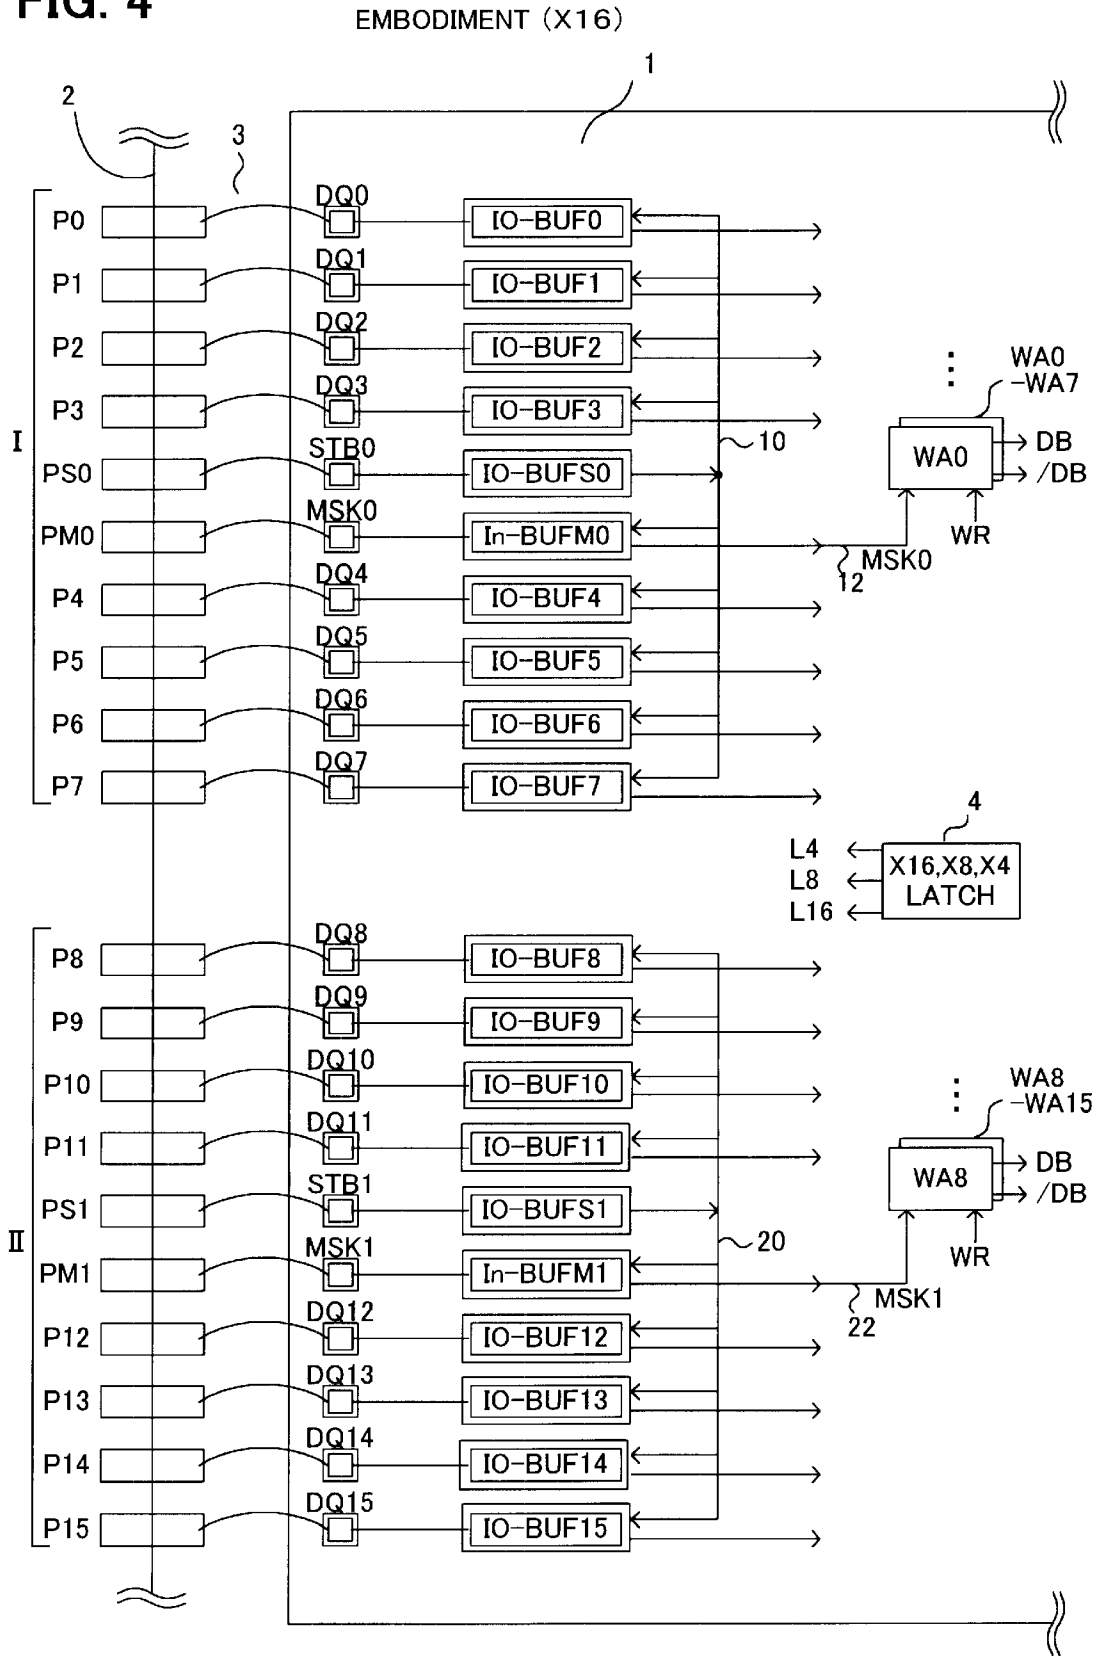 FIG. 4
EMBODIMENT (X16)
1
2
3
I
P0 DQ0 IO-BUF0
P1 DQ1 IO-BUF1
P2 DQ2 IO-BUF2
P3 DQ3 IO-BUF3
PS0 STB0 IO-BUFS0
PM0 MSK0 In-BUFM0
P4 DQ4 IO-BUF4
P5 DQ5 IO-BUF5
P6 DQ6 IO-BUF6
P7 DQ7 IO-BUF7
10
WA0
-WA7
WA0
DB
/DB
WR
MSK0
12
4
X16,X8,X4
LATCH
L4
L8
L16
II
P8 DQ8 IO-BUF8
P9 DQ9 IO-BUF9
P10 DQ10 IO-BUF10
P11 DQ11 IO-BUF11
PS1 STB1 IO-BUFS1
PM1 MSK1 In-BUFM1
P12 DQ12 IO-BUF12
P13 DQ13 IO-BUF13
P14 DQ14 IO-BUF14
P15 DQ15 IO-BUF15
20
WA8
-WA15
WA8
DB
/DB
WR
MSK1
22